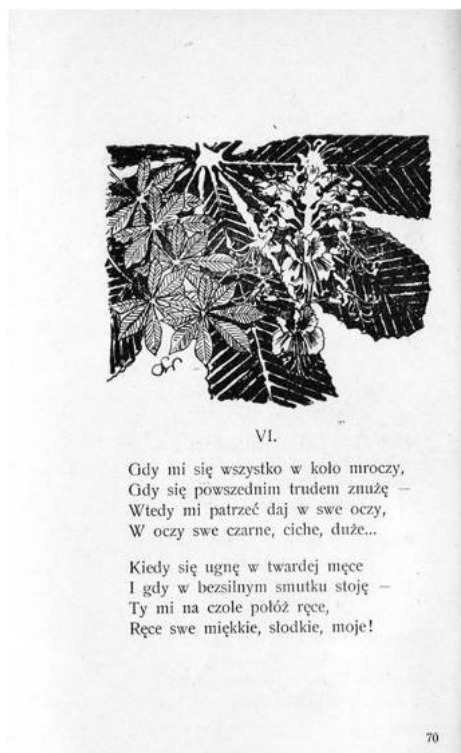 VI.
Gdy mi się wszystko w koło mroczy,
Gdy się powszednim trudem znużę —
Wtedy mi patrzeć daj w swe oczy,
W oczy swe czarne, ciche, duże...
Kiedy się ugnę w twardej męce
I gdy w bezsilnym smutku stoję —
Ty mi na czole połóż ręce,
Ręce swe miękkie, słodkie, moje!
70